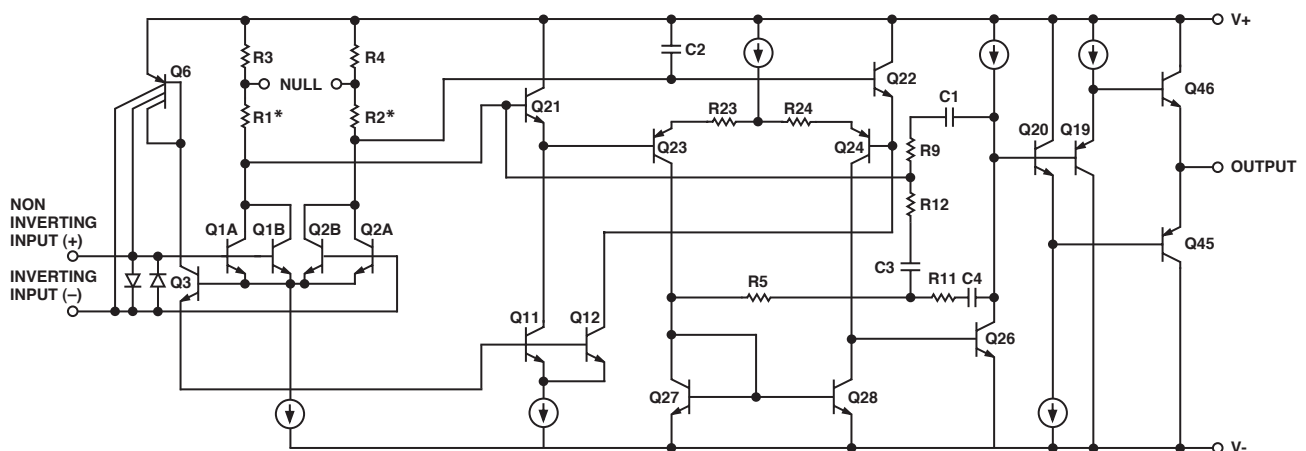 V+
R3
R4
C2
Q6
NULL
Q22
Q46
Q21
R1*
R2*
R23
R24
C1
Q20
Q19
Q23
Q24
R9
OUTPUT
R12
NON
INVERTING
INPUT (+)
Q1A
Q1B
Q2B
Q2A
Q45
INVERTING
INPUT (–)
Q3
C3
R5
R11
C4
Q11
Q12
Q26
Q27
Q28
V-